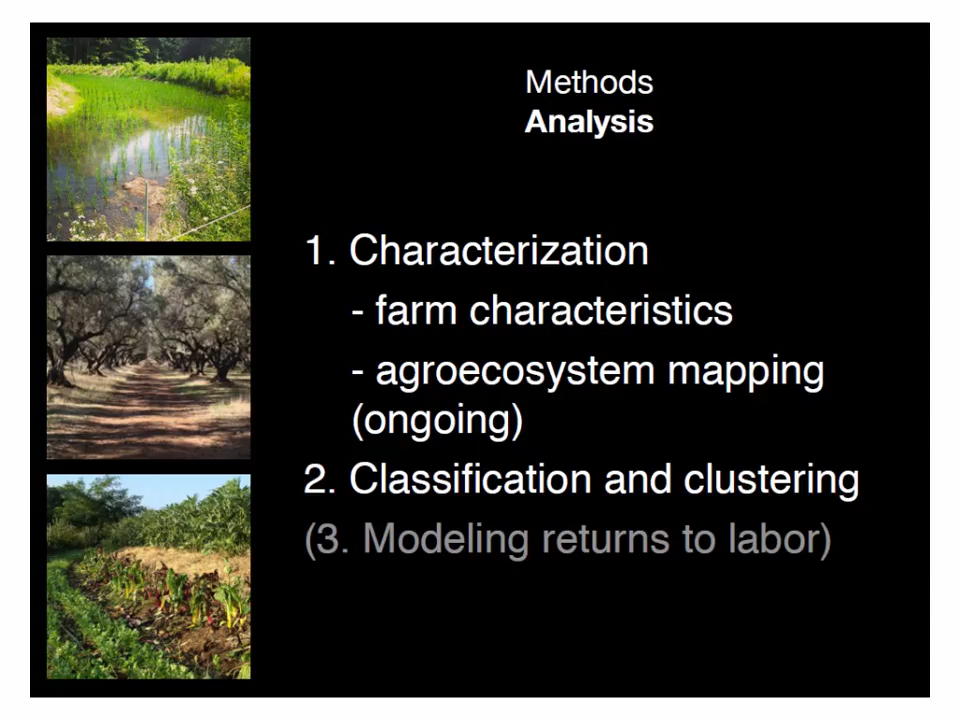 Methods
Analysis
1. Characterization
- farm characteristics
- agroecosystem mapping
(ongoing)
2. Classification and clustering
(3. Modeling returns to labor)